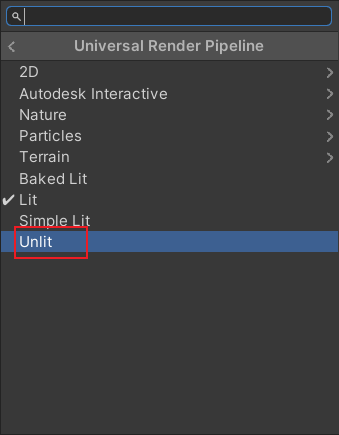 Universal Render Pipeline
2D
Autodesk Interactive
Nature
Particles
Terrain
Baked Lit
Lit
Simple Lit
Unlit